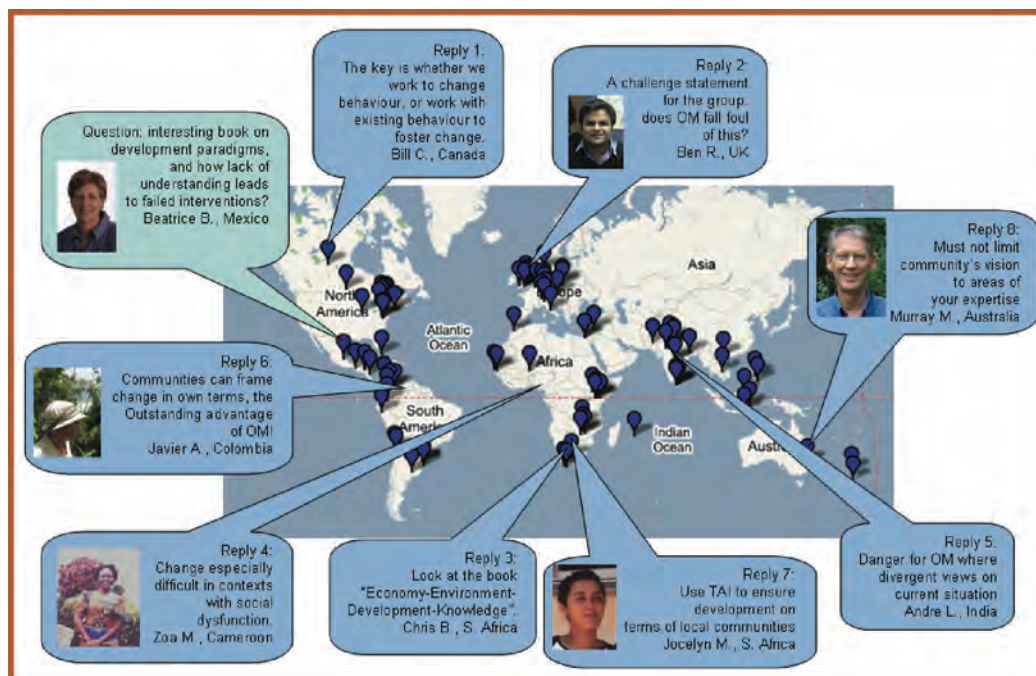 Reply 1:
The key is whether we
work to change
behaviour, or work with
existing behaviour to
foster change.
Bill C., Canada
Reply 2:
A challenge statement
for the group:
does OM fall foul
of this?
Ben R., UK
Question: interesting book on
development paradigms,
and how lack of
understanding leads
to failed interventions?
Beatrice B., Mexico
Reply 8:
Must not limit
community's vision
to areas of
your expertise
Murray M., Australia
Asia
North
America
Europe
Atlantic
Ocean
Africa
South
America
Indian
Ocean
Austra
Reply 6:
Communities can frame
change in own terms, the
Outstanding advantage
of OM!
Javier A., Colombia
Reply 4:
Change especially
difficult in contexts
with social
dysfunction.
Zoa M., Cameroon
Reply 3:
Look at the book
"Economy-Environment-
Development-Knowledge".
Chris B., S. Africa
Reply 7:
Use TAI to ensure
development on
terms of local communities
Jocelyn M., S. Africa
Reply 5:
Danger for OM where
divergent views on
current situation
Andre L., India